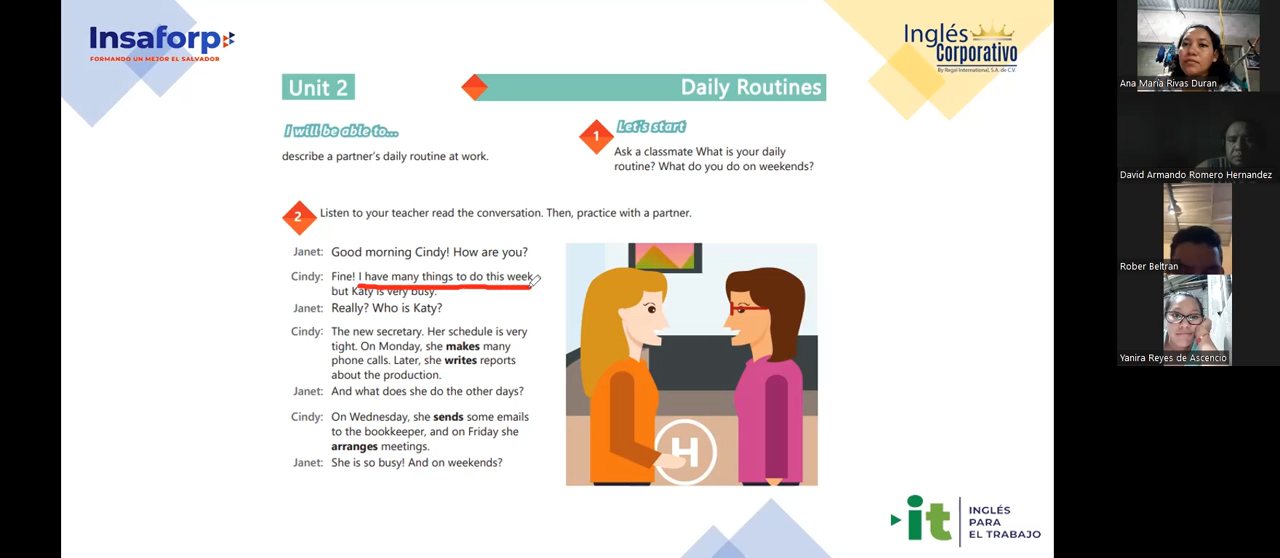 Insaforp
FORMANDO UN MEJOR EL SALVADOR
Inglés
Corporativo
By Regal International, S.A. de C.V.
Unit 2
Daily Routines
I will be able to...
describe a partner's daily routine at work.
1
Let's start
Ask a classmate What is your daily
routine? What do you do on weekends?
2
Listen to your teacher read the conversation. Then, practice with a partner.
Janet: Good morning Cindy! How are you?
Cindy: Fine! I have many things to do this week
but Katy is very busy.
Janet: Really? Who is Katy?
Cindy: The new secretary. Her schedule is very
tight. On Monday, she makes many
phone calls. Later, she writes reports
about the production.
Janet: And what does she do the other days?
Cindy: On Wednesday, she sends some emails
to the bookkeeper, and on Friday she
arranges meetings.
Janet: She is so busy! And on weekends?
H
it
INGLÉS
PARA
EL TRABAJO
Ana María Rivas Duran
David Armando Romero Hernandez
Rober Beltran
Yanira Reyes de Ascencio